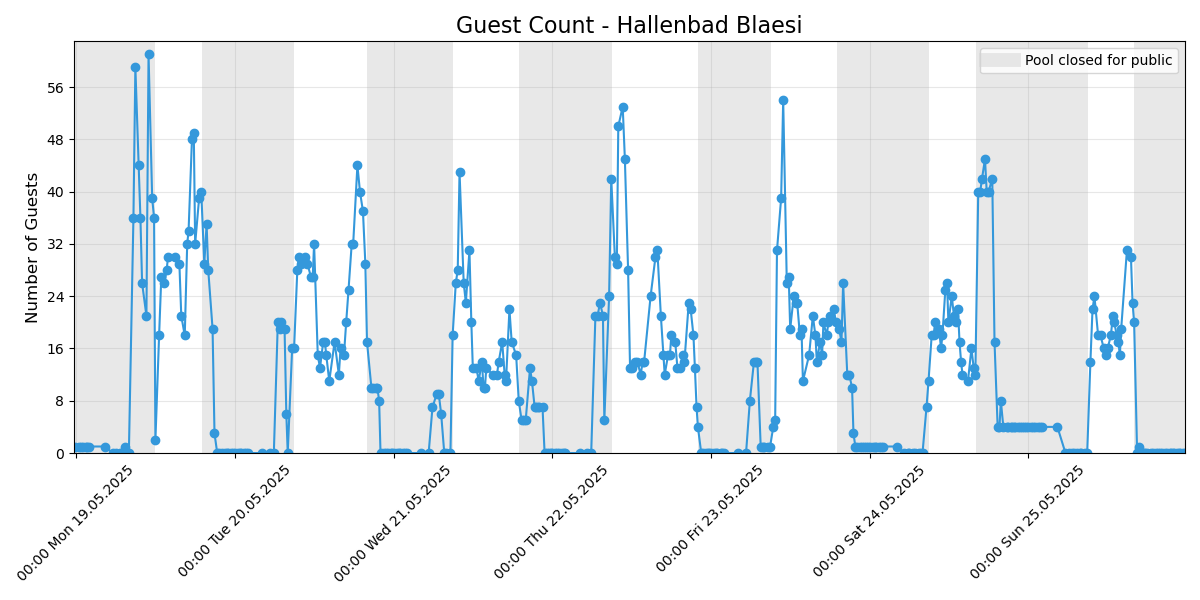 Guest Count - Hallenbad Blaesi
Pool closed for public
Number of Guests
56
48
40
32
24
16
8
0
00:00 Mon 19.05.2025
00:00 Tue 20.05.2025
00:00 Wed 21.05.2025
00:00 Thu 22.05.2025
00:00 Fri 23.05.2025
00:00 Sat 24.05.2025
00:00 Sun 25.05.2025